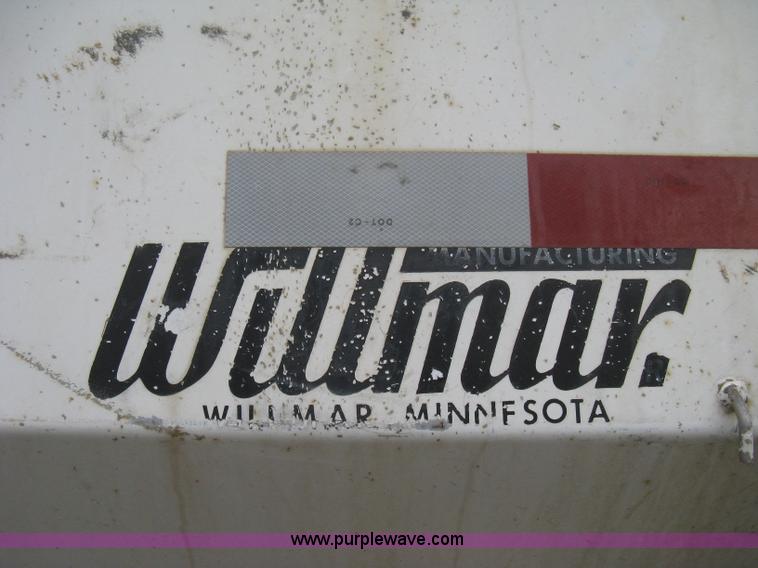 DOT-C2
MANUFACTURING
Willmar
WILLMAR, MINNESOTA
www.purplewave.com